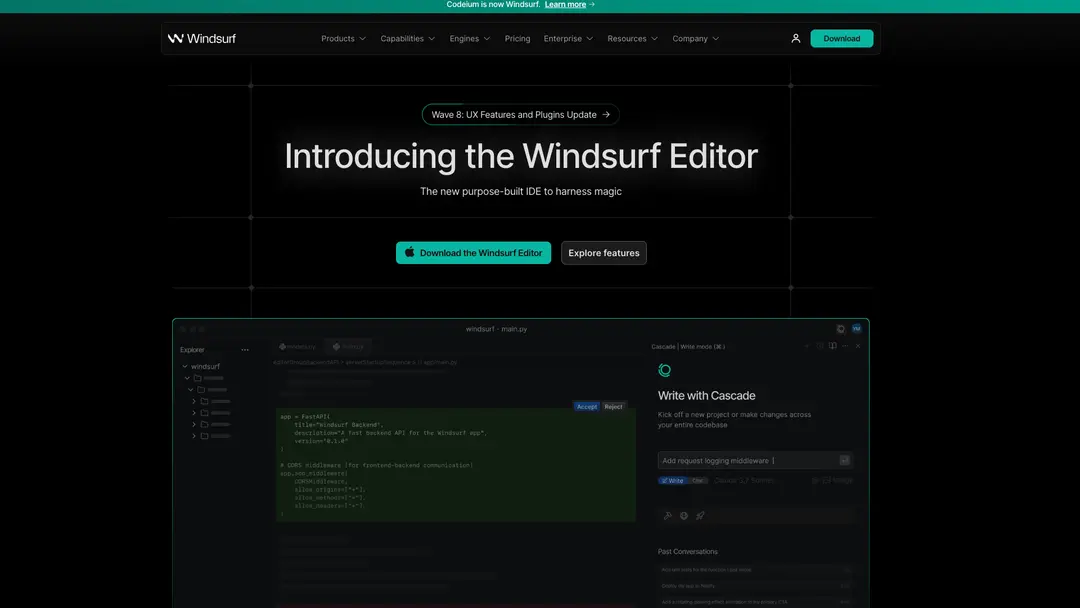 Codeium is now Windsurf. Learn more →
Windsurf
Products Capabilities Engines Pricing Enterprise Resources Company
Download
Wave 8: UX Features and Plugins Update →
Introducing the Windsurf Editor
The new purpose-built IDE to harness magic
Download the Windsurf Editor
Explore features
windsurf - main.py
Explorer ...
windsurf
Cascade | Write mode (⌘.)
Write with Cascade
Kick off a new project or make changes across
your entire codebase
Accept Reject
app = FastAPI(
title="Windsurf Backend",
description="A fast backend API for the Windsurf app",
version="0.1.0"
)
# CORS middleware (for frontend-backend communication)
app.add_middleware(
CORSMiddleware,
allow_origins=["*"],
allow_methods=["*"],
allow_headers=["*"],
)
Add request logging middleware
Write Chat
Image
Past Conversations